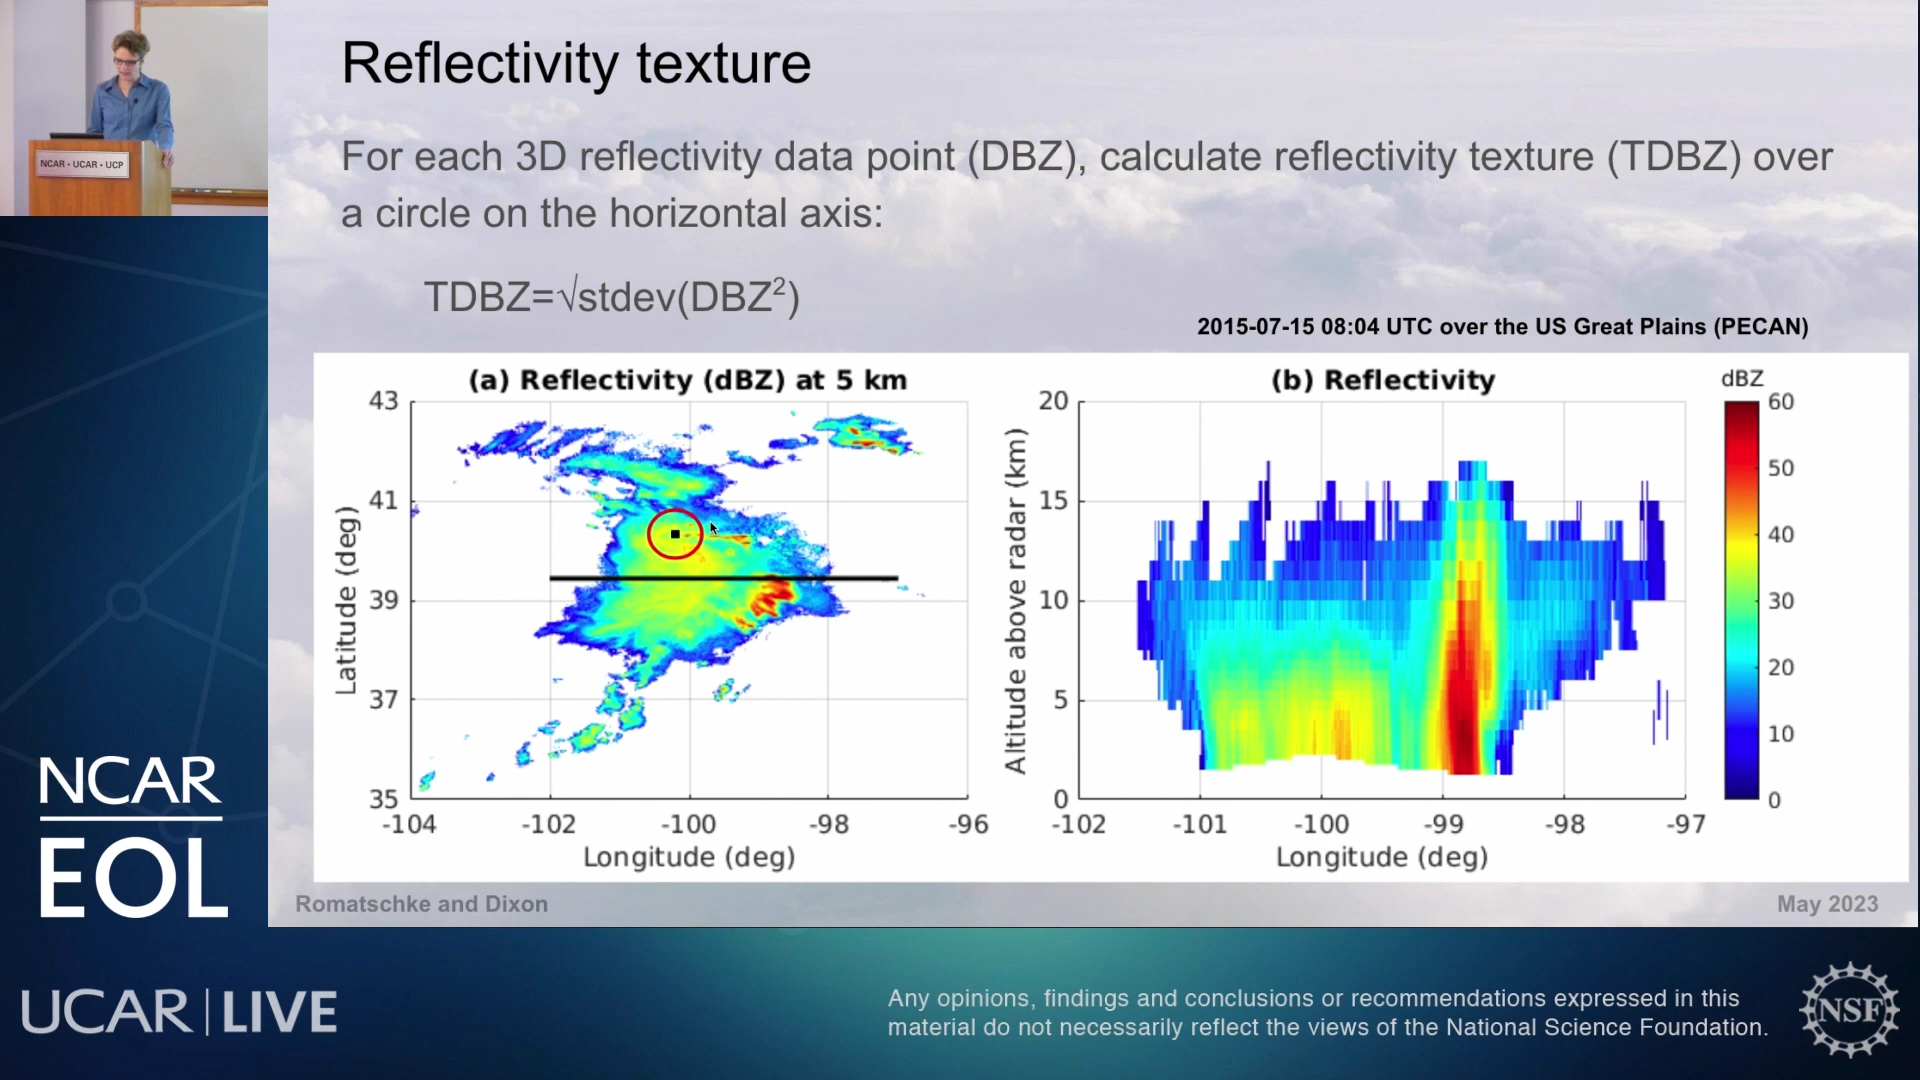 Reflectivity texture
NCAR • UCAR • UCP
For each 3D reflectivity data point (DBZ), calculate reflectivity texture (TDBZ) over
a circle on the horizontal axis:
TDBZ=√stdev(DBZ²)
2015-07-15 08:04 UTC over the US Great Plains (PECAN)
(a) Reflectivity (dBZ) at 5 km
43
41
39
37
35
Latitude (deg)
-104 -102 -100 -98 -96
Longitude (deg)
(b) Reflectivity
20
15
10
5
0
Altitude above radar (km)
-102 -101 -100 -99 -98 -97
Longitude (deg)
dBZ
60
50
40
30
20
10
0
Romatschke and Dixon
May 2023
NCAR
EOL
UCAR | LIVE
Any opinions, findings and conclusions or recommendations expressed in this
material do not necessarily reflect the views of the National Science Foundation.
NSF